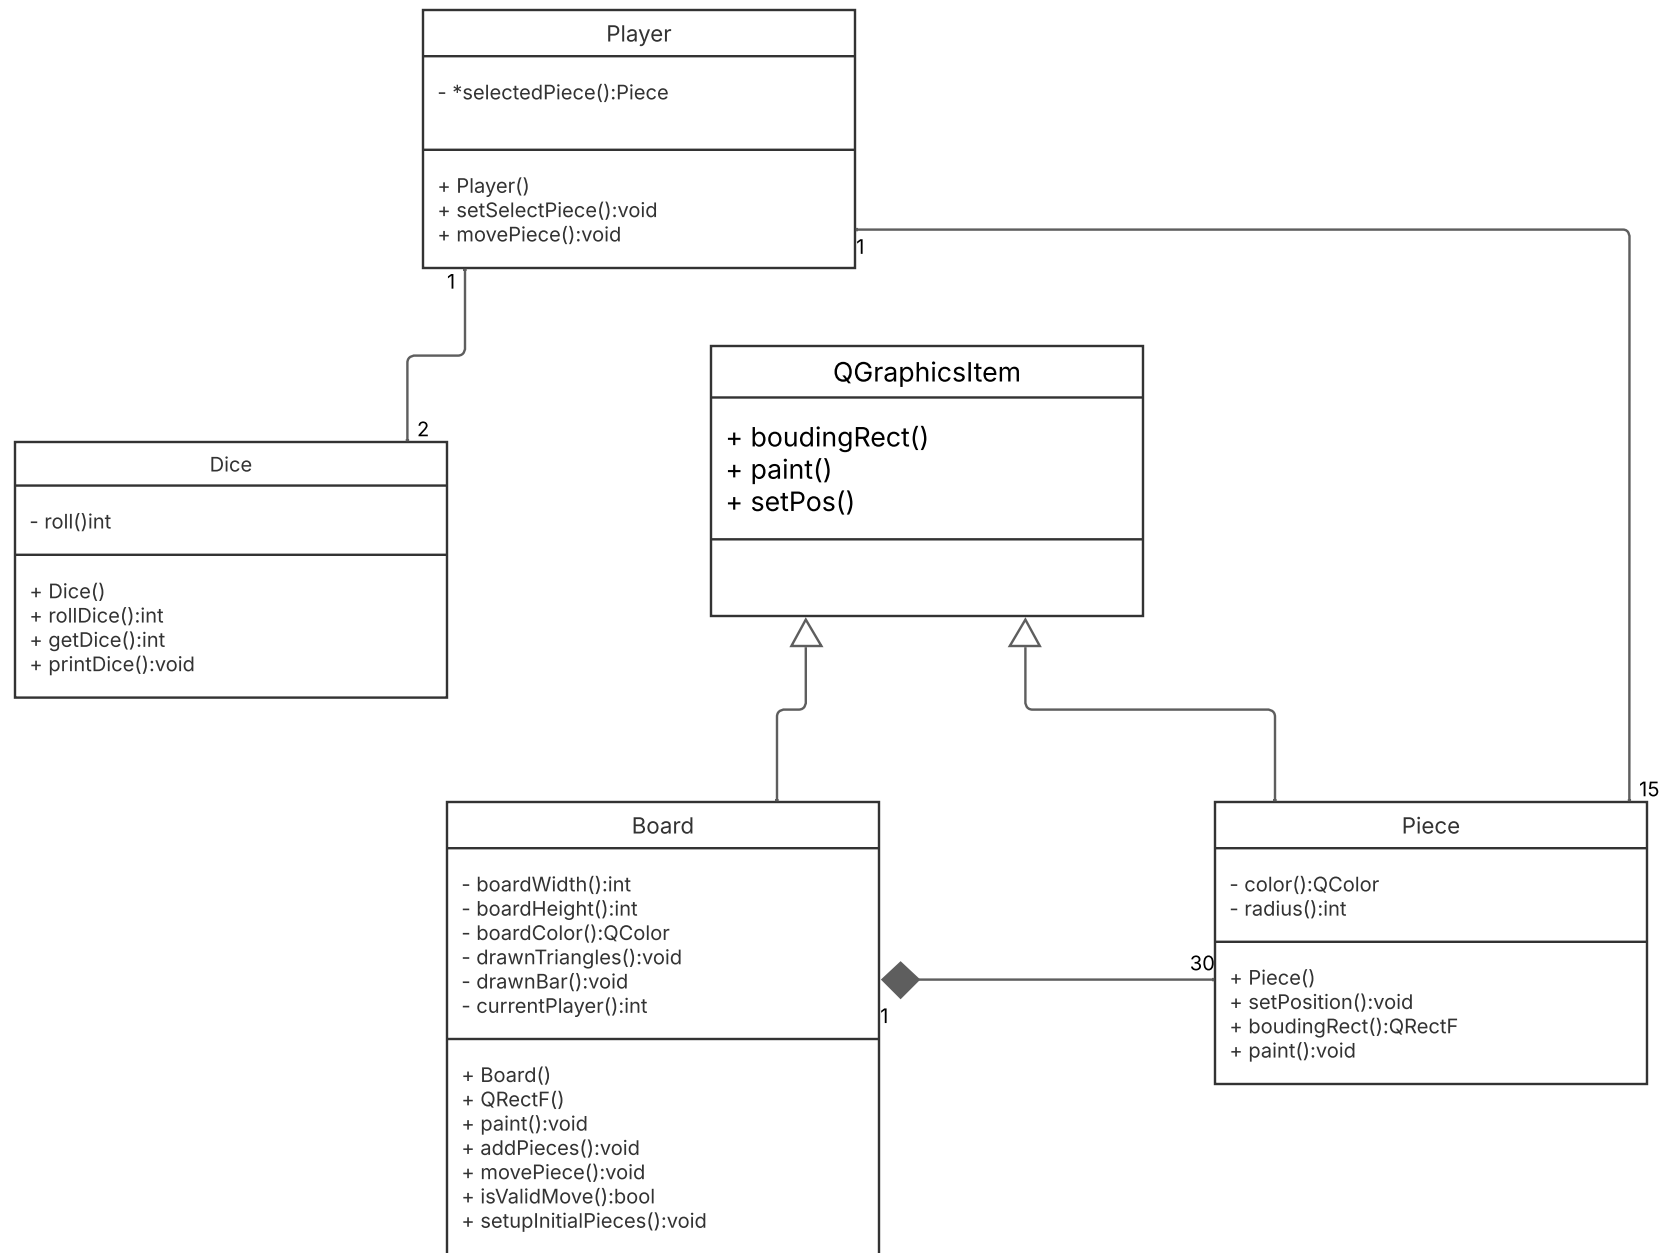 Player
- *selectedPiece():Piece
+ Player()
+ setSelectPiece():void
+ movePiece():void
1
1
2
Dice
- roll()int
+ Dice()
+ rollDice():int
+ getDice():int
+ printDice():void
QGraphicsItem
+ boudingRect()
+ paint()
+ setPos()
Board
- boardWidth():int
- boardHeight():int
- boardColor():QColor
- drawnTriangles():void
- drawnBar():void
- currentPlayer():int
+ Board()
+ QRectF()
+ paint():void
+ addPieces():void
+ movePiece():void
+ isValidMove():bool
+ setupInitialPieces():void
1
30
15
Piece
- color():QColor
- radius():int
+ Piece()
+ setPosition():void
+ boudingRect():QRectF
+ paint():void